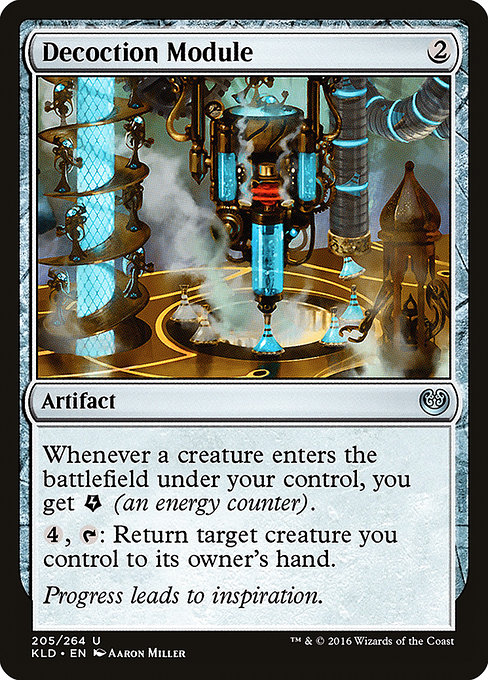 Decoction Module 2
Artifact
Whenever a creature enters the
battlefield under your control, you
get (an energy counter).
4, : Return target creature you
control to its owner's hand.
Progress leads to inspiration.
205/264 U
™ & © 2016 Wizards of the Coast
KLD • EN Aaron Miller